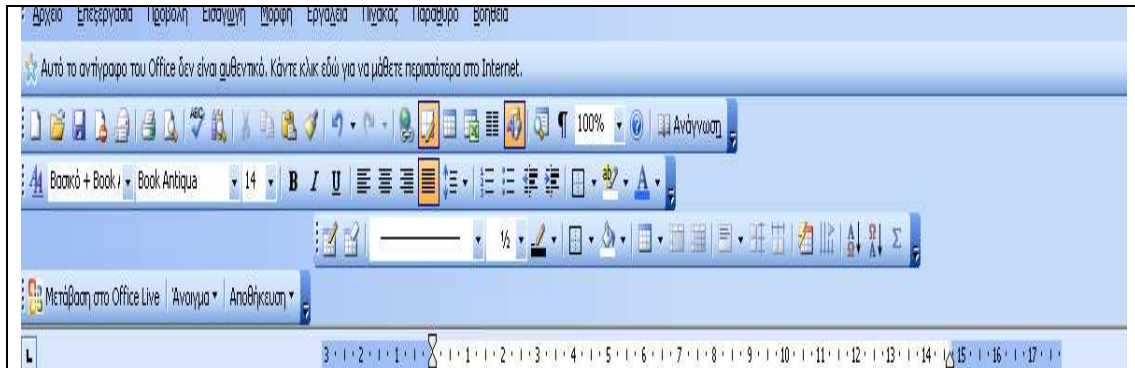 Αρχείο Επεξεργασία Προβολή Εισαγωγή Μορφή Εργαλεία Πίνακας Παράθυρο Βοήθεια
Αυτό το αντίγραφο του Office δεν είναι αυθεντικό. Κάντε κλικ εδώ για να μάθετε περισσότερα στο Internet.
ABC ¶ 100% Ανάγνωση
Βασικό + Book Book Antiqua 14 B I U ab A
½ Α Ω Ω Α Σ
Μετάβαση στο Office Live Άνοιγμα Αποθήκευση
L 3 2 1 1 2 3 4 5 6 7 8 9 10 11 12 13 14 15 16 17